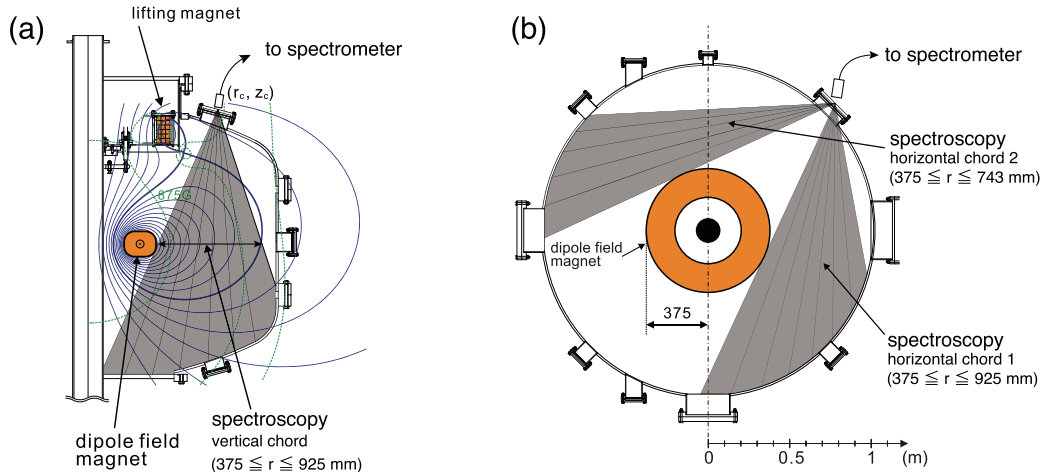 (a)
lifting magnet
to spectrometer
(r_c, z_c)
875G
dipole field
magnet
spectroscopy
vertical chord
(375 ≦ r ≦ 925 mm)
(b)
to spectrometer
spectroscopy
horizontal chord 2
(375 ≦ r ≦ 743 mm)
dipole field
magnet
375
spectroscopy
horizontal chord 1
(375 ≦ r ≦ 925 mm)
0 0.5 1 (m)